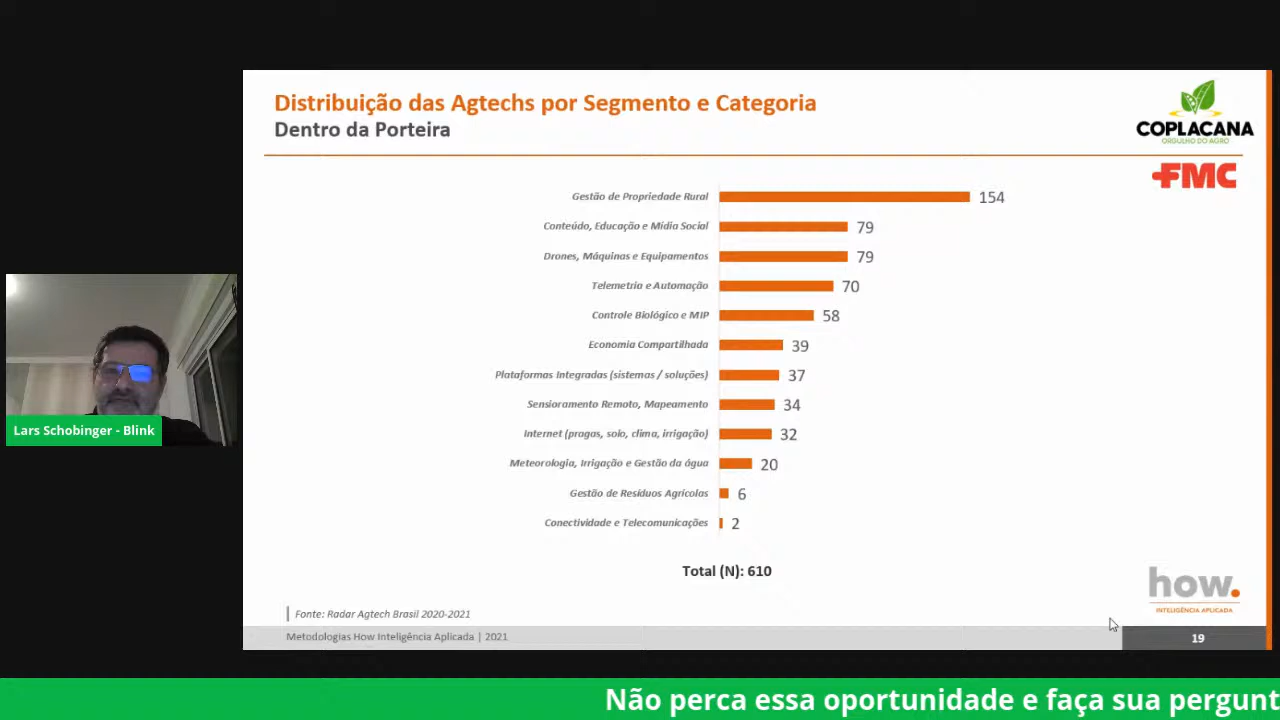 Distribuição das Agtechs por Segmento e Categoria
Dentro da Porteira
COPLACANA
ORGULHO DO AGRO
FMC
Gestão de Propriedade Rural 154
Conteúdo, Educação e Mídia Social 79
Drones, Máquinas e Equipamentos 79
Telemetria e Automação 70
Controle Biológico e MIP 58
Economia Compartilhada 39
Plataformas Integradas (sistemas / soluções) 37
Sensioramento Remoto, Mapeamento 34
Internet (pragas, solo, clima, irrigação) 32
Meteorologia, Irrigação e Gestão da água 20
Gestão de Resíduos Agrícolas 6
Conectividade e Telecomunicações 2
Total (N): 610
Lars Schobinger - Blink
how.
INTELIGÊNCIA APLICADA
Fonte: Radar Agtech Brasil 2020-2021
Metodologias How Inteligência Aplicada | 2021
19
Não perca essa oportunidade e faça sua pergunt